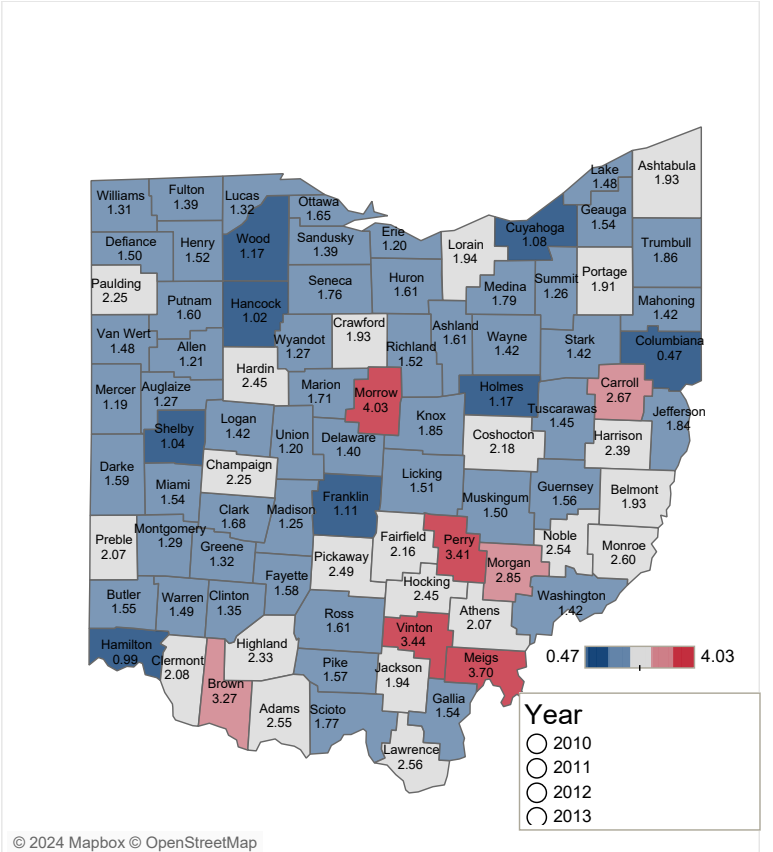 Williams
1.31
Fulton
1.39
Lucas
1.32
Ottawa
1.65
Lake
1.48
Ashtabula
1.93
Defiance
1.50
Henry
1.52
Wood
1.17
Sandusky
1.39
Erie
1.20
Lorain
1.94
Cuyahoga
1.08
Geauga
1.54
Trumbull
1.86
Paulding
2.25
Putnam
1.60
Hancock
1.02
Seneca
1.76
Huron
1.61
Medina
1.79
Summit
1.26
Portage
1.91
Mahoning
1.42
Van Wert
1.48
Allen
1.21
Hardin
2.45
Wyandot
1.27
Crawford
1.93
Richland
1.52
Ashland
1.61
Wayne
1.42
Stark
1.42
Columbiana
0.47
Mercer
1.19
Auglaize
1.27
Marion
1.71
Morrow
4.03
Holmes
1.17
Carroll
2.67
Shelby
1.04
Logan
1.42
Union
1.20
Delaware
1.40
Knox
1.85
Coshocton
2.18
Tuscarawas
1.45
Harrison
2.39
Jefferson
1.84
Darke
1.59
Miami
1.54
Champaign
2.25
Franklin
1.11
Licking
1.51
Muskingum
1.50
Guernsey
1.56
Belmont
1.93
Clark
1.68
Madison
1.25
Preble
2.07
Montgomery
1.29
Greene
1.32
Pickaway
2.49
Fairfield
2.16
Perry
3.41
Morgan
2.85
Noble
2.54
Monroe
2.60
Butler
1.55
Warren
1.49
Clinton
1.35
Fayette
1.58
Ross
1.61
Hocking
2.45
Athens
2.07
Washington
1.42
Hamilton
0.99
Clermont
2.08
Brown
3.27
Highland
2.33
Pike
1.57
Vinton
3.44
Jackson
1.94
Meigs
3.70
Adams
2.55
Scioto
1.77
Gallia
1.54
Lawrence
2.56
0.47 4.03
Year
2010
2011
2012
2013
© 2024 Mapbox © OpenStreetMap